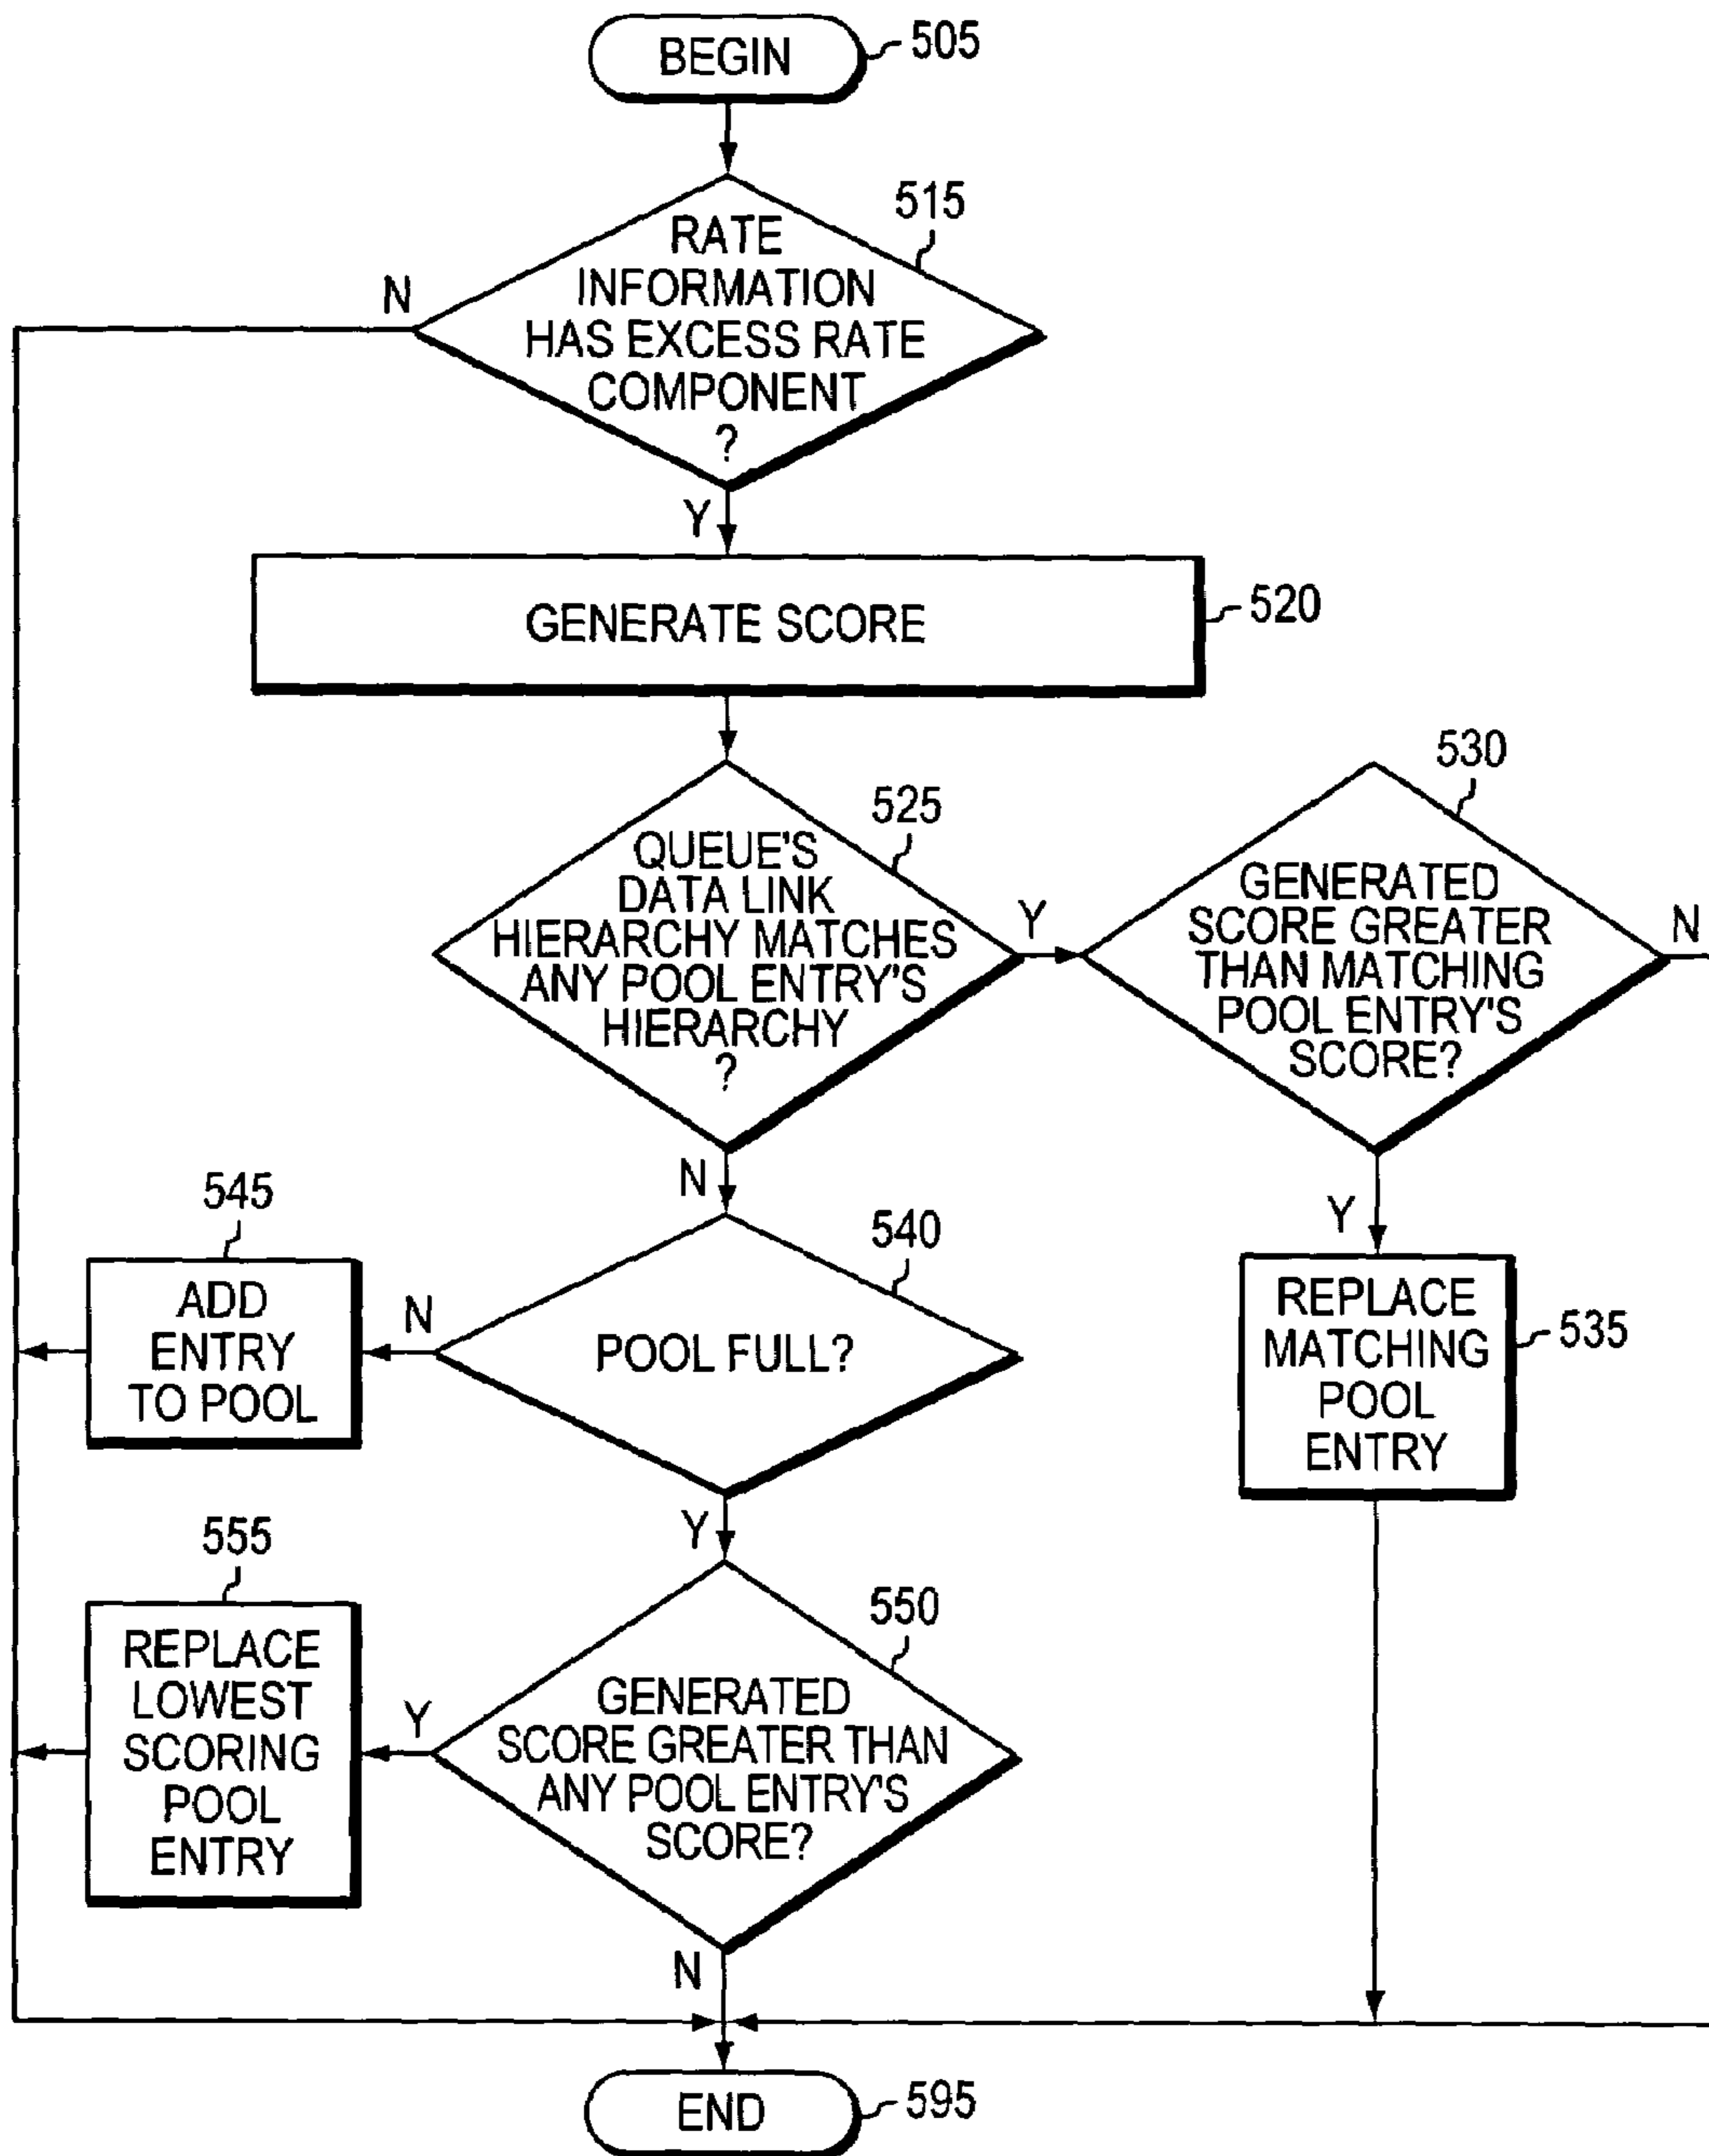 BEGIN
505
515
RATE
INFORMATION
HAS EXCESS RATE
COMPONENT
?
N
Y
GENERATE SCORE
520
525
QUEUE'S
DATA LINK
HIERARCHY MATCHES
ANY POOL ENTRY'S
HIERARCHY
?
Y
N
530
GENERATED
SCORE GREATER
THAN MATCHING
POOL ENTRY'S
SCORE?
N
Y
REPLACE
MATCHING
POOL
ENTRY
535
540
POOL FULL?
N
Y
545
ADD
ENTRY
TO POOL
550
GENERATED
SCORE GREATER THAN
ANY POOL ENTRY'S
SCORE?
Y
N
555
REPLACE
LOWEST
SCORING
POOL
ENTRY
END
595